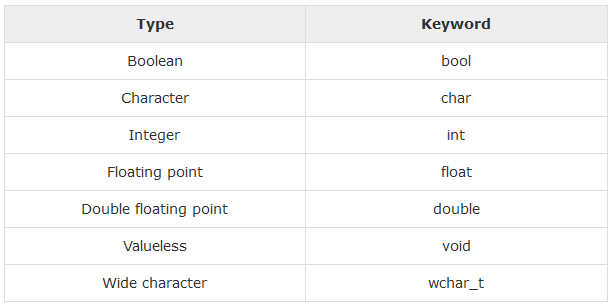 Type Keyword
Boolean bool
Character char
Integer int
Floating point float
Double floating point double
Valueless void
Wide character wchar_t